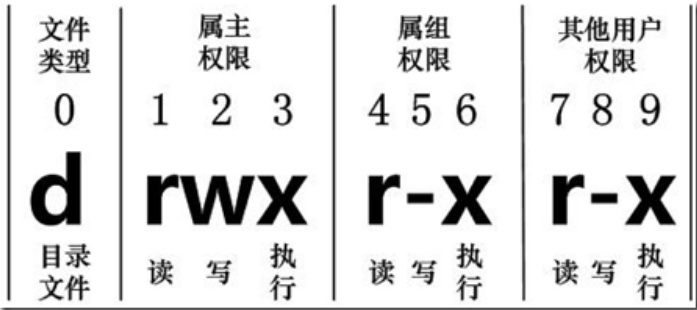 文件 属主 属组 其他用户
类型 权限 权限 权限
0 1 2 3 4 5 6 7 8 9
d rwx r-x r-x
目录 读 写 执行 读 写 执行 读 写 执行
文件